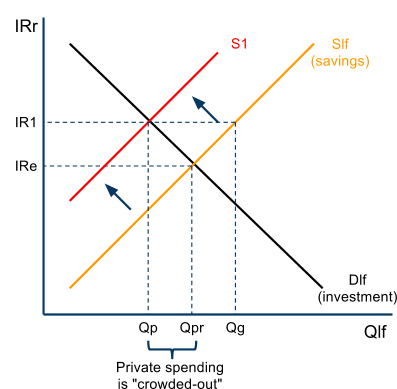 IRr
S1
Slf
(savings)
IR1
IRe
Dlf
(investment)
Qp
Qpr
Qg
Qlf
Private spending
is "crowded-out"